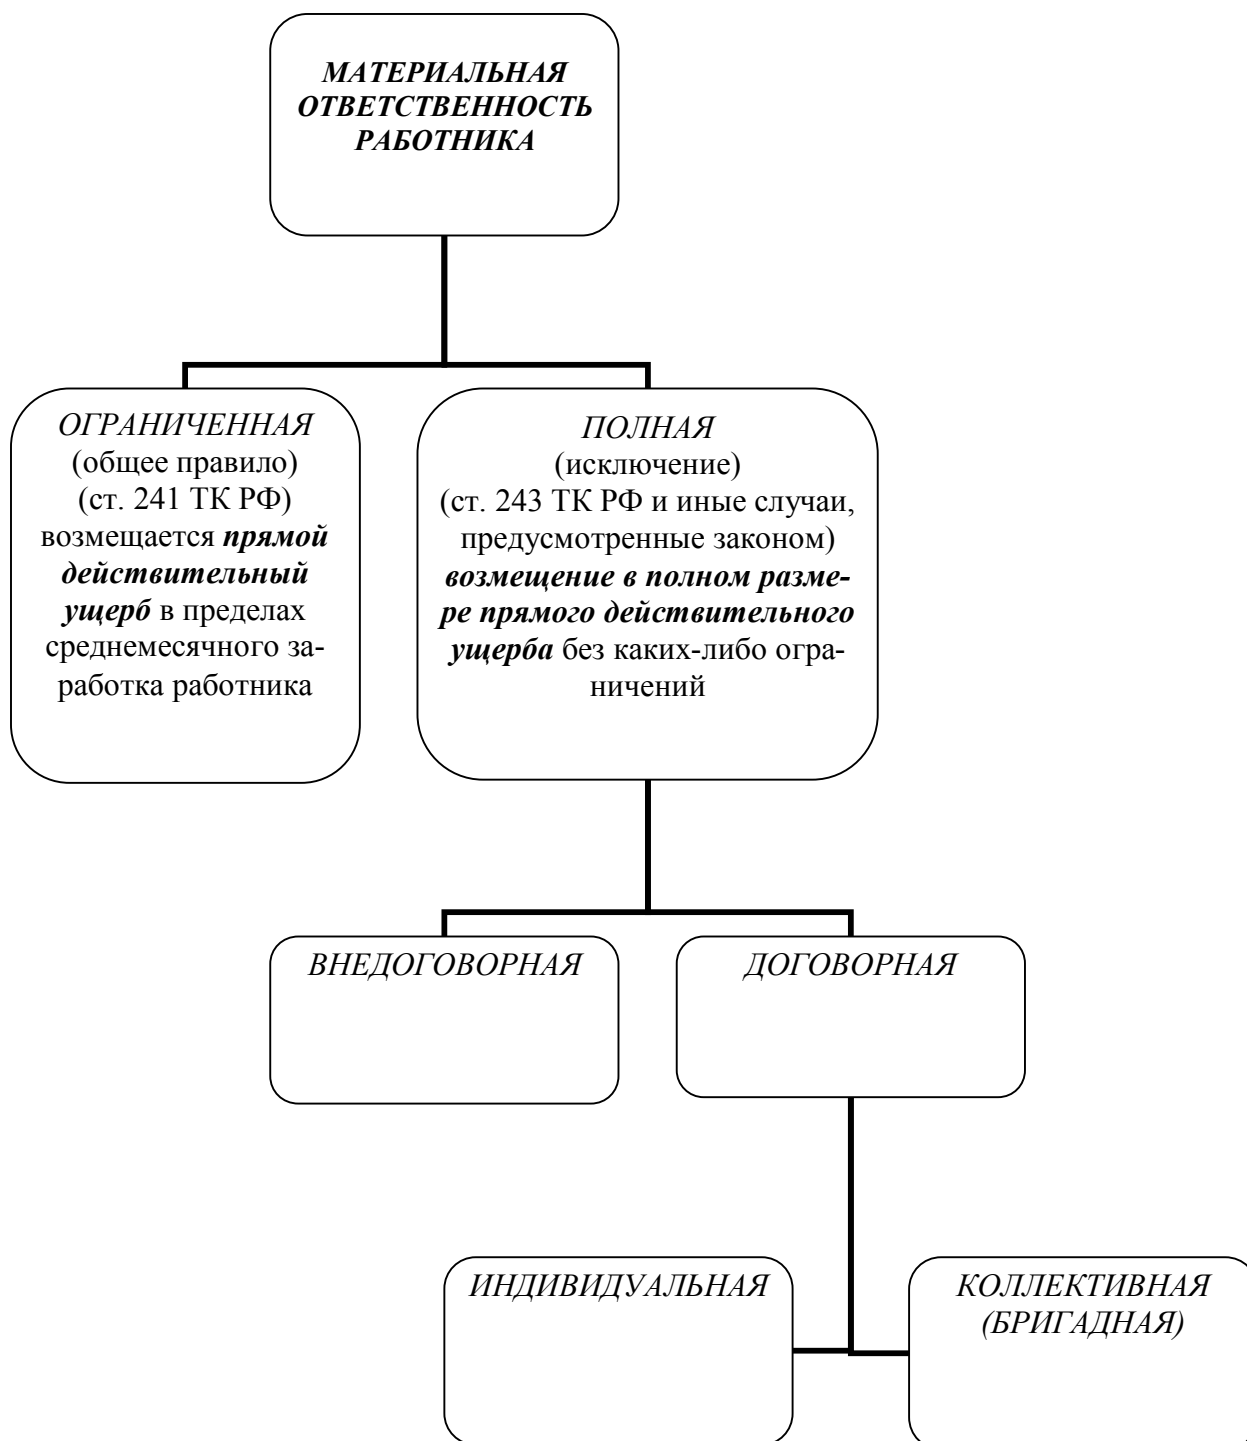 МАТЕРИАЛЬНАЯ
ОТВЕТСТВЕННОСТЬ
РАБОТНИКА
ОГРАНИЧЕННАЯ
(общее правило)
(ст. 241 ТК РФ)
возмещается прямой
действительный
ущерб в пределах
среднемесячного за-
работка работника
ПОЛНАЯ
(исключение)
(ст. 243 ТК РФ и иные случаи,
предусмотренные законом)
возмещение в полном разме-
ре прямого действительного
ущерба без каких-либо огра-
ничений
ВНЕДОГОВОРНАЯ
ДОГОВОРНАЯ
ИНДИВИДУАЛЬНАЯ
КОЛЛЕКТИВНАЯ
(БРИГАДНАЯ)